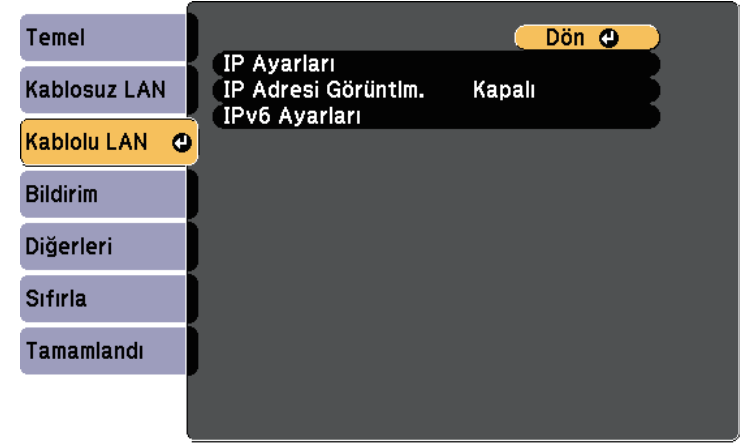 Temel
Kablosuz LAN
Kablolu LAN
Bildirim
Diğerleri
Sıfırla
Tamamlandı
Dön
IP Ayarları
IP Adresi Görüntlm. Kapalı
IPv6 Ayarları